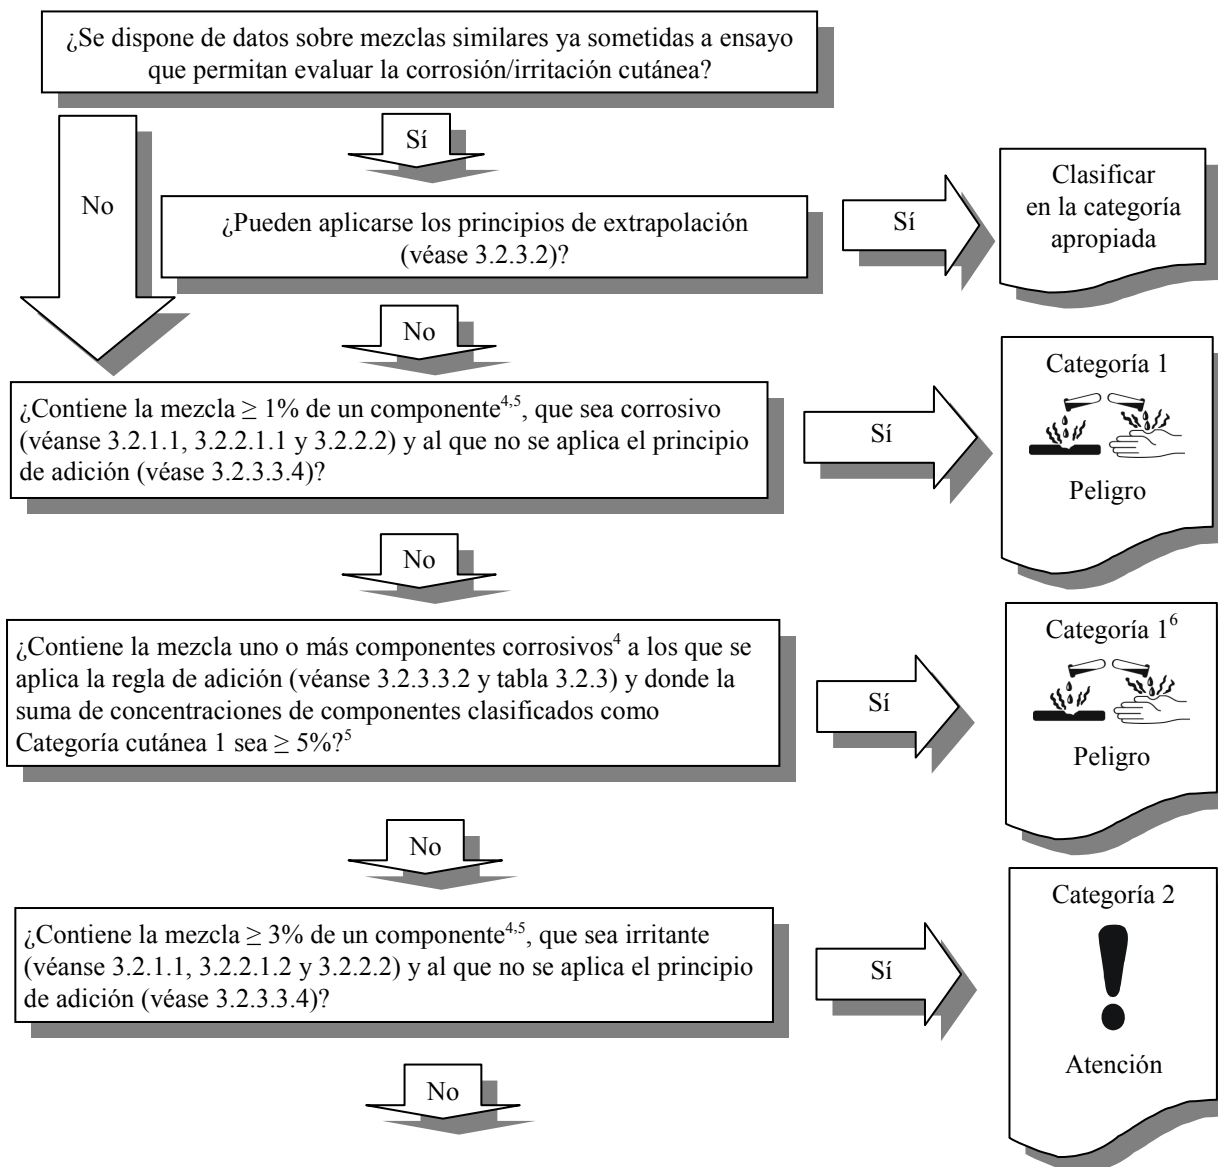 ¿Se dispone de datos sobre mezclas similares ya sometidas a ensayo
que permitan evaluar la corrosión/irritación cutánea?
No
Sí
¿Pueden aplicarse los principios de extrapolación
(véase 3.2.3.2)?
Sí
Clasificar
en la categoría
apropiada
No
¿Contiene la mezcla ≥ 1% de un componente⁴,⁵, que sea corrosivo
(véanse 3.2.1.1, 3.2.2.1.1 y 3.2.2.2) y al que no se aplica el principio
de adición (véase 3.2.3.3.4)?
Sí
Categoría 1
Peligro
No
¿Contiene la mezcla uno o más componentes corrosivos⁴ a los que se
aplica la regla de adición (véanse 3.2.3.3.2 y tabla 3.2.3) y donde la
suma de concentraciones de componentes clasificados como
Categoría cutánea 1 sea ≥ 5%?⁵
Sí
Categoría 1⁶
Peligro
No
¿Contiene la mezcla ≥ 3% de un componente⁴,⁵, que sea irritante
(véanse 3.2.1.1, 3.2.2.1.2 y 3.2.2.2) y al que no se aplica el principio
de adición (véase 3.2.3.3.4)?
Sí
Categoría 2
Atención
No